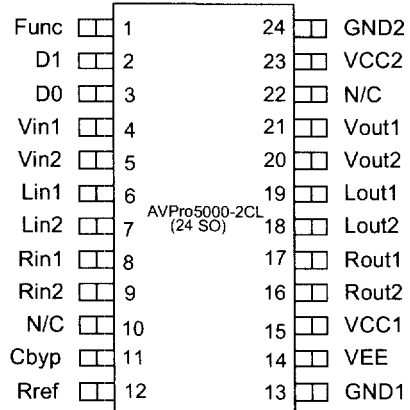 Func 1 24 GND2
D1 2 23 VCC2
D0 3 22 N/C
Vin1 4 21 Vout1
Vin2 5 20 Vout2
Lin1 6 19 Lout1
AVPro5000-2CL
Lin2 7 18 Lout2
(24 SO)
Rin1 8 17 Rout1
Rin2 9 16 Rout2
N/C 10 15 VCC1
Cbyp 11 14 VEE
Rref 12 13 GND1